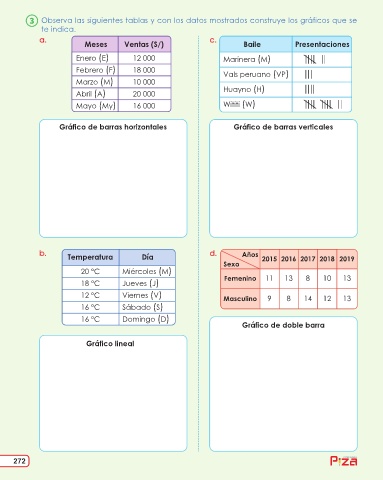 3 Observa las siguientes tablas y con los datos mostrados construye los gráficos que se
te indica.
a.
Meses Ventas (S/)
Enero (E) 12 000
Febrero (F) 18 000
Marzo (M) 10 000
Abril (A) 20 000
Mayo (My) 16 000
Gráfico de barras horizontales
c.
Baile Presentaciones
Marinera (M)
Vals peruano (VP)
Huayno (H)
Wititi (W)
Gráfico de barras verticales
b.
Temperatura Día
20 °C Miércoles (M)
18 °C Jueves (J)
12 °C Viernes (V)
16 °C Sábado (S)
16 °C Domingo (D)
Gráfico lineal
d.
Años
Sexo
2015 2016 2017 2018 2019
Femenino 11 13 8 10 13
Masculino 9 8 14 12 13
Gráfico de doble barra
272